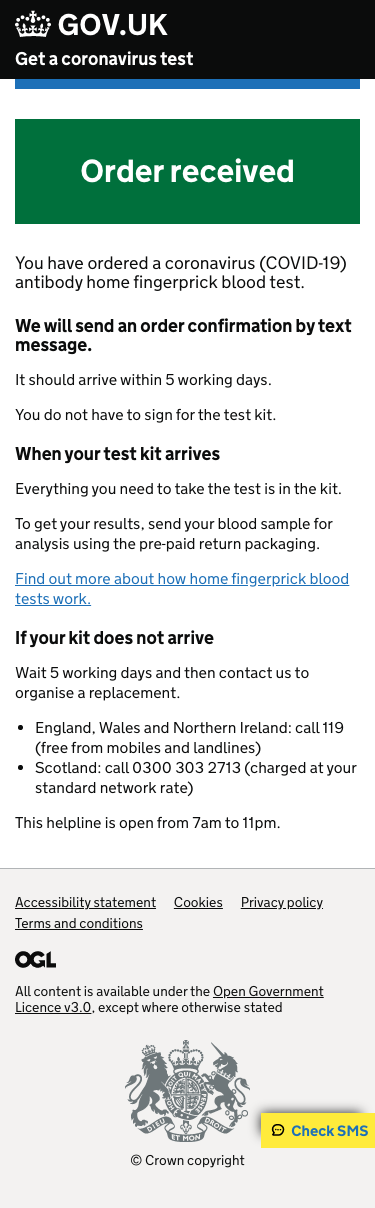 GOV.UK
Get a coronavirus test
Order received
You have ordered a coronavirus (COVID-19)
antibody home fingerprick blood test.
We will send an order confirmation by text
message.
It should arrive within 5 working days.
You do not have to sign for the test kit.
When your test kit arrives
Everything you need to take the test is in the kit.
To get your results, send your blood sample for
analysis using the pre-paid return packaging.
Find out more about how home fingerprick blood
tests work.
If your kit does not arrive
Wait 5 working days and then contact us to
organise a replacement.
• England, Wales and Northern Ireland: call 119
(free from mobiles and landlines)
• Scotland: call 0300 303 2713 (charged at your
standard network rate)
This helpline is open from 7am to 11pm.
Accessibility statement Cookies Privacy policy
Terms and conditions
OGL
All content is available under the Open Government
Licence v3.0, except where otherwise stated
DIEU ET MON
Check SMS
© Crown copyright